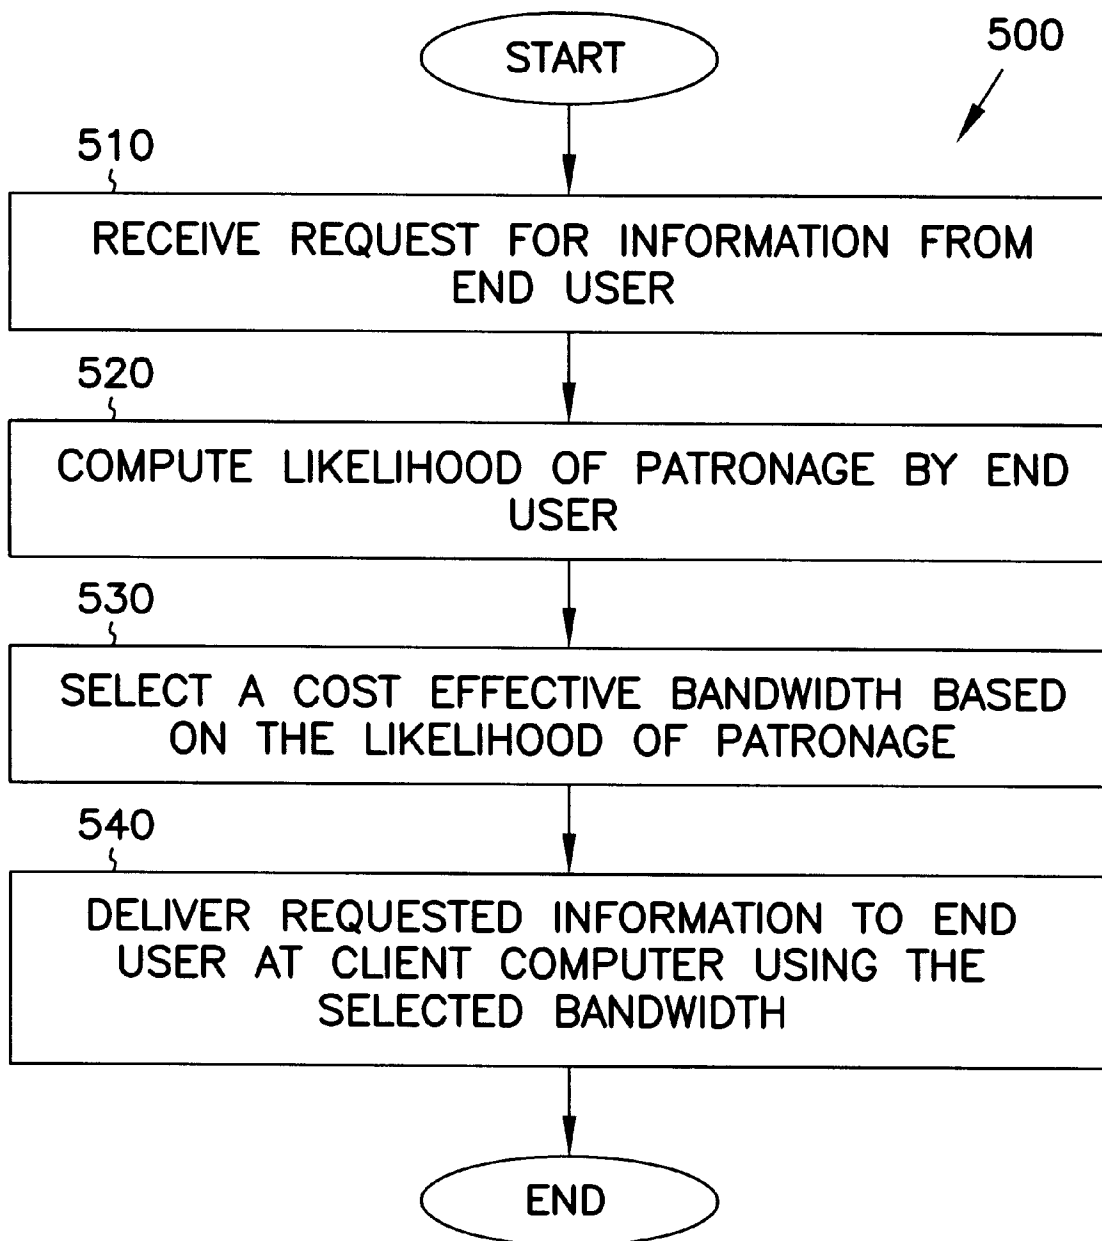 START
500
510
RECEIVE REQUEST FOR INFORMATION FROM
END USER
520
COMPUTE LIKELIHOOD OF PATRONAGE BY END
USER
530
SELECT A COST EFFECTIVE BANDWIDTH BASED
ON THE LIKELIHOOD OF PATRONAGE
540
DELIVER REQUESTED INFORMATION TO END
USER AT CLIENT COMPUTER USING THE
SELECTED BANDWIDTH
END